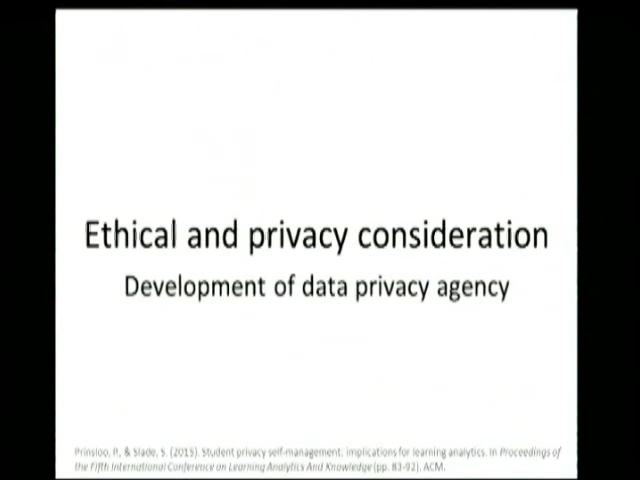 Ethical and privacy consideration
Development of data privacy agency
Prinsloo, P., & Slade, S. (2015). Student privacy self-management: implications for learning analytics. In Proceedings of
the Fifth International Conference on Learning Analytics And Knowledge (pp. 83-92). ACM.